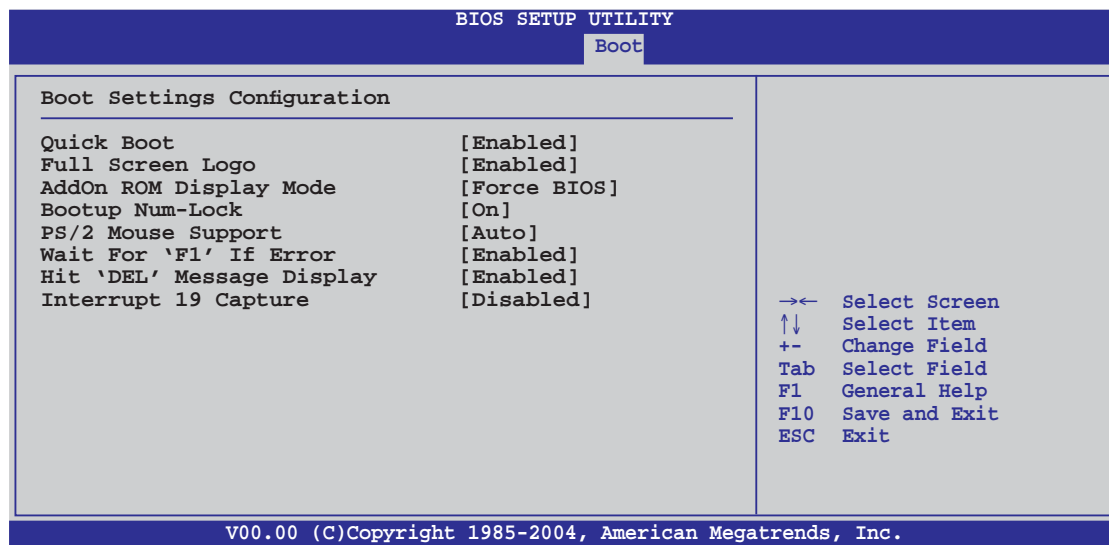 BIOS SETUP UTILITY
Boot
Boot Settings Configuration
Quick Boot [Enabled]
Full Screen Logo [Enabled]
AddOn ROM Display Mode [Force BIOS]
Bootup Num-Lock [On]
PS/2 Mouse Support [Auto]
Wait For ‘F1’ If Error [Enabled]
Hit ‘DEL’ Message Display [Enabled]
Interrupt 19 Capture [Disabled]
→← Select Screen
↑↓ Select Item
+- Change Field
Tab Select Field
F1 General Help
F10 Save and Exit
ESC Exit
V00.00 (C)Copyright 1985-2004, American Megatrends, Inc.